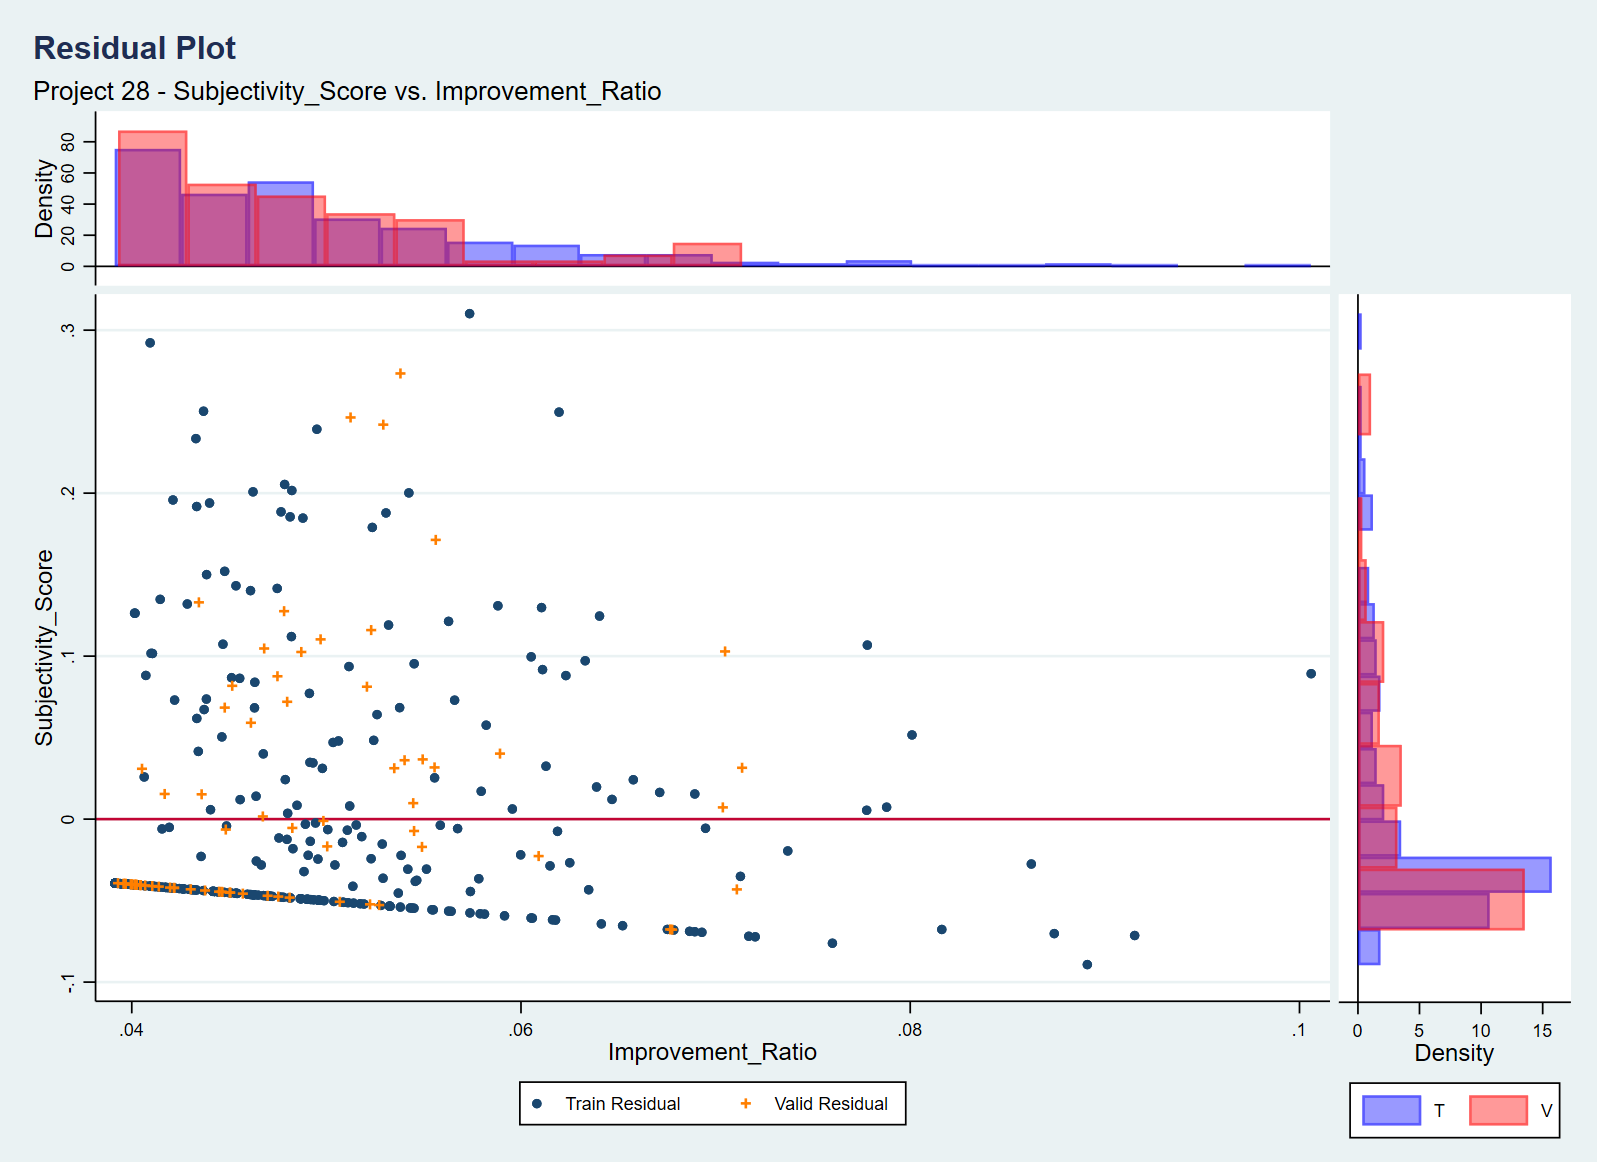 Residual Plot
Project 28 - Subjectivity_Score vs. Improvement_Ratio
Density
80
60
40
20
0
Subjectivity_Score
.3
.2
.1
0
-.1
.04 .06 .08 .1
Improvement_Ratio
0 5 10 15
Density
Train Residual Valid Residual
T V